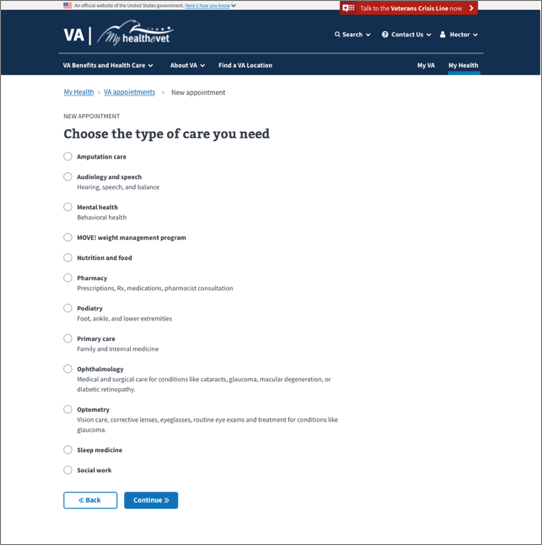 An official website of the United States government. Here's how you know
Talk to the Veterans Crisis Line now
VA | My healthevet
Search
Contact Us
Hector
VA Benefits and Health Care
About VA
Find a VA Location
My VA
My Health
My Health › VA appointments › New appointment
NEW APPOINTMENT
Choose the type of care you need
Amputation care
Audiology and speech
Hearing, speech, and balance
Mental health
Behavioral health
MOVE! weight management program
Nutrition and food
Pharmacy
Prescriptions, Rx, medications, pharmacist consultation
Podiatry
Foot, ankle, and lower extremities
Primary care
Family and internal medicine
Ophthalmology
Medical and surgical care for conditions like cataracts, glaucoma, macular degeneration, or
diabetic retinopathy.
Optometry
Vision care, corrective lenses, eyeglasses, routine eye exams and treatment for conditions like
glaucoma.
Sleep medicine
Social work
« Back
Continue »